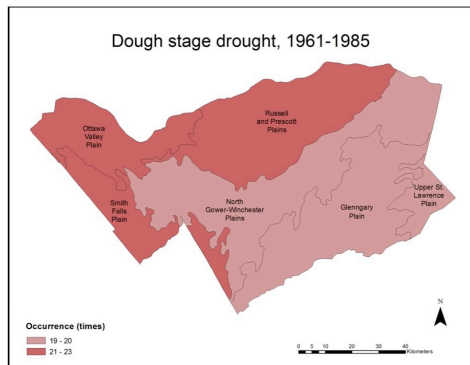 Dough stage drought, 1961-1985
Russell
and Prescott
Plains
Ottawa
Valley
Plain
Smith
Falls
Plain
North
Gower-Winchester
Plains
Glenngary
Plain
Upper St.
Lawrence
Plain
Occurrence (times)
19 - 20
21 - 23
N
0 5 10 20 30 40
Kilometers